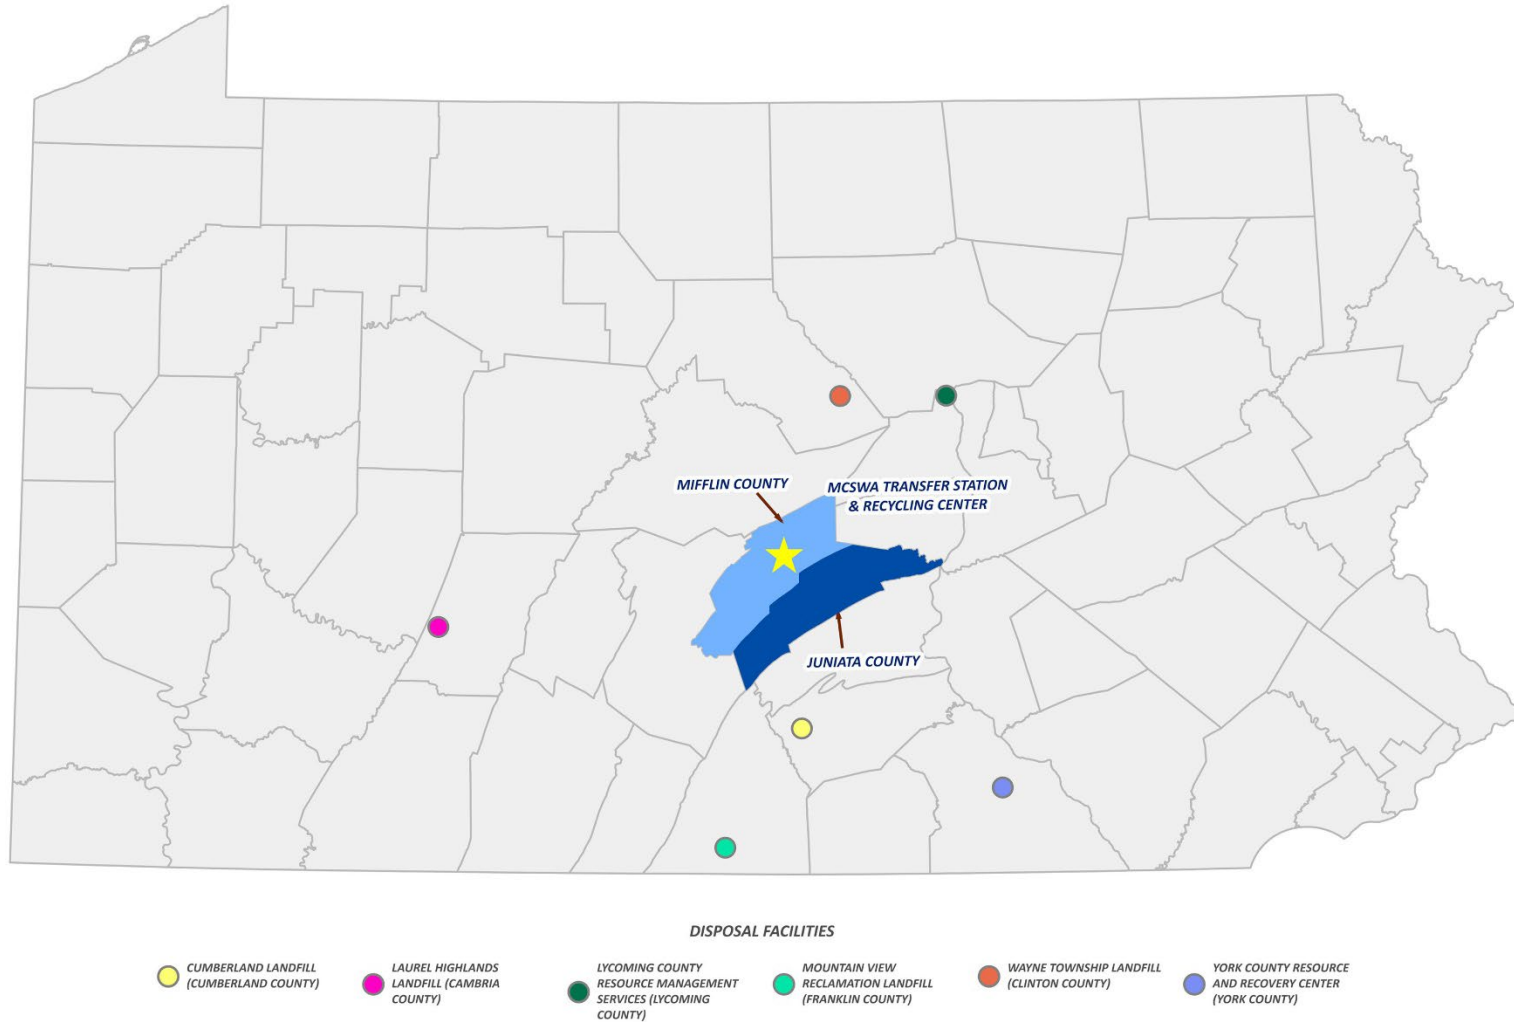 MIFFLIN COUNTY
MCSWA TRANSFER STATION
& RECYCLING CENTER
JUNIATA COUNTY
DISPOSAL FACILITIES
CUMBERLAND LANDFILL
(CUMBERLAND COUNTY)
LAUREL HIGHLANDS
LANDFILL (CAMBRIA
COUNTY)
LYCOMING COUNTY
RESOURCE MANAGEMENT
SERVICES (LYCOMING
COUNTY)
MOUNTAIN VIEW
RECLAMATION LANDFILL
(FRANKLIN COUNTY)
WAYNE TOWNSHIP LANDFILL
(CLINTON COUNTY)
YORK COUNTY RESOURCE
AND RECOVERY CENTER
(YORK COUNTY)